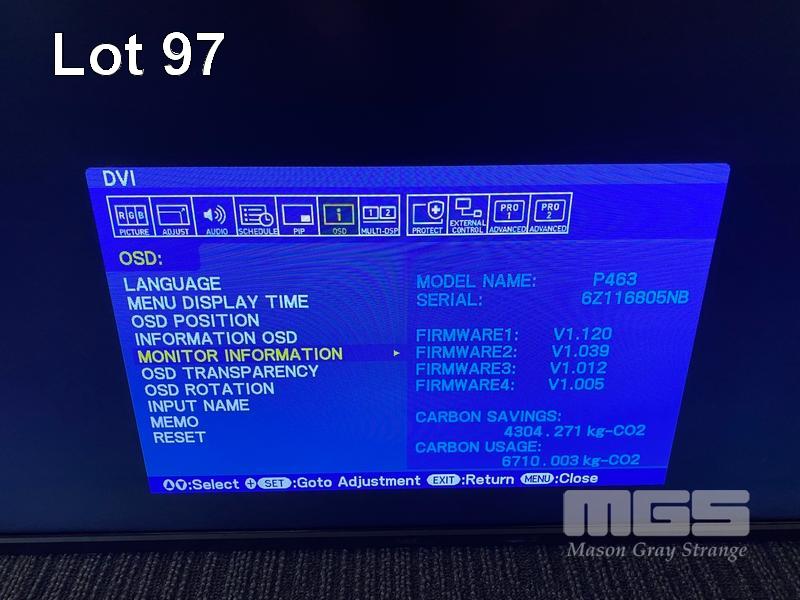 Lot 97
DVI
RGB
PICTURE
ADJUST
AUDIO
SCHEDULE
PIP
i
OSD
1 2
MULTI-DSP
PROTECT
EXTERNAL
CONTROL
PRO
1
ADVANCED
PRO
2
ADVANCED
OSD:
LANGUAGE
MENU DISPLAY TIME
OSD POSITION
INFORMATION OSD
MONITOR INFORMATION
OSD TRANSPARENCY
OSD ROTATION
INPUT NAME
MEMO
RESET
MODEL NAME: P463
SERIAL: 6Z116805NB
FIRMWARE1: V1.120
FIRMWARE2: V1.039
FIRMWARE3: V1.012
FIRMWARE4: V1.005
CARBON SAVINGS:
4304.271 kg-CO2
CARBON USAGE:
6710.003 kg-CO2
:Select SET :Goto Adjustment EXIT :Return MENU :Close
MGS
Mason Gray Strange